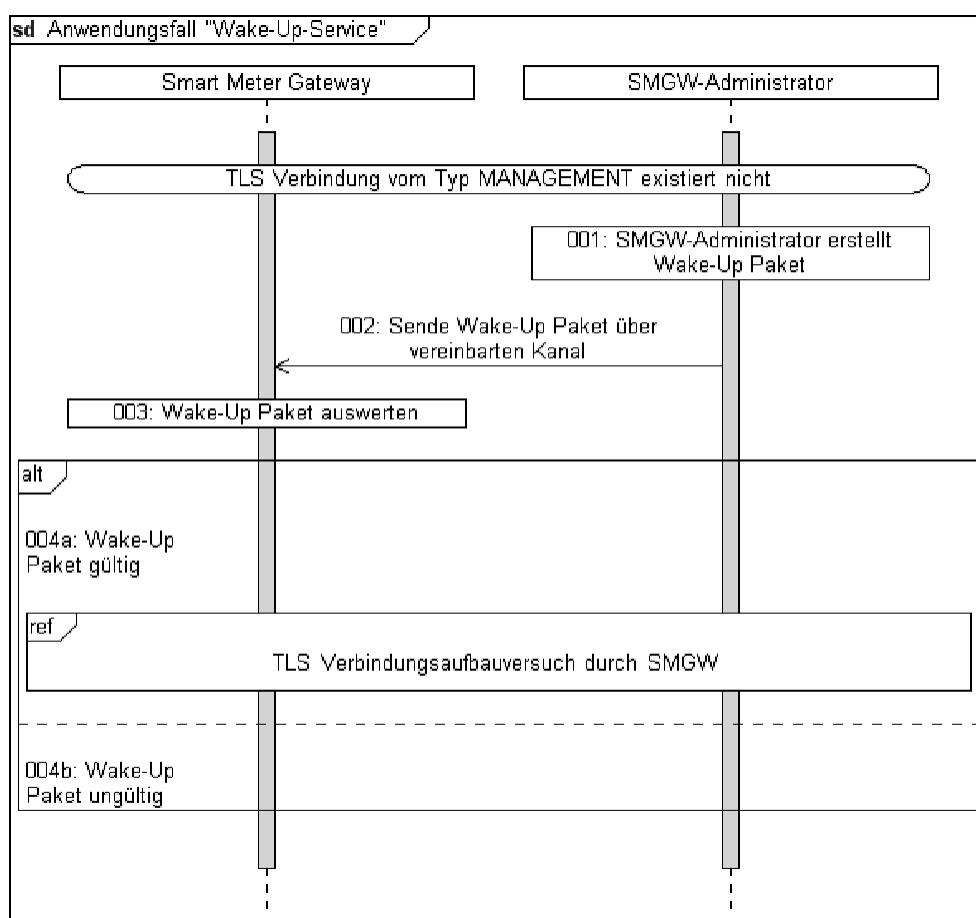 sd Anwendungsfall "Wake-Up-Service"
Smart Meter Gateway
SMGW-Administrator
TLS Verbindung vom Typ MANAGEMENT existiert nicht
001: SMGW-Administrator erstellt
Wake-Up Paket
002: Sende Wake-Up Paket über
vereinbarten Kanal
003: Wake-Up Paket auswerten
alt
004a: Wake-Up
Paket gültig
ref
TLS Verbindungsaufbauversuch durch SMGW
004b: Wake-Up
Paket ungültig